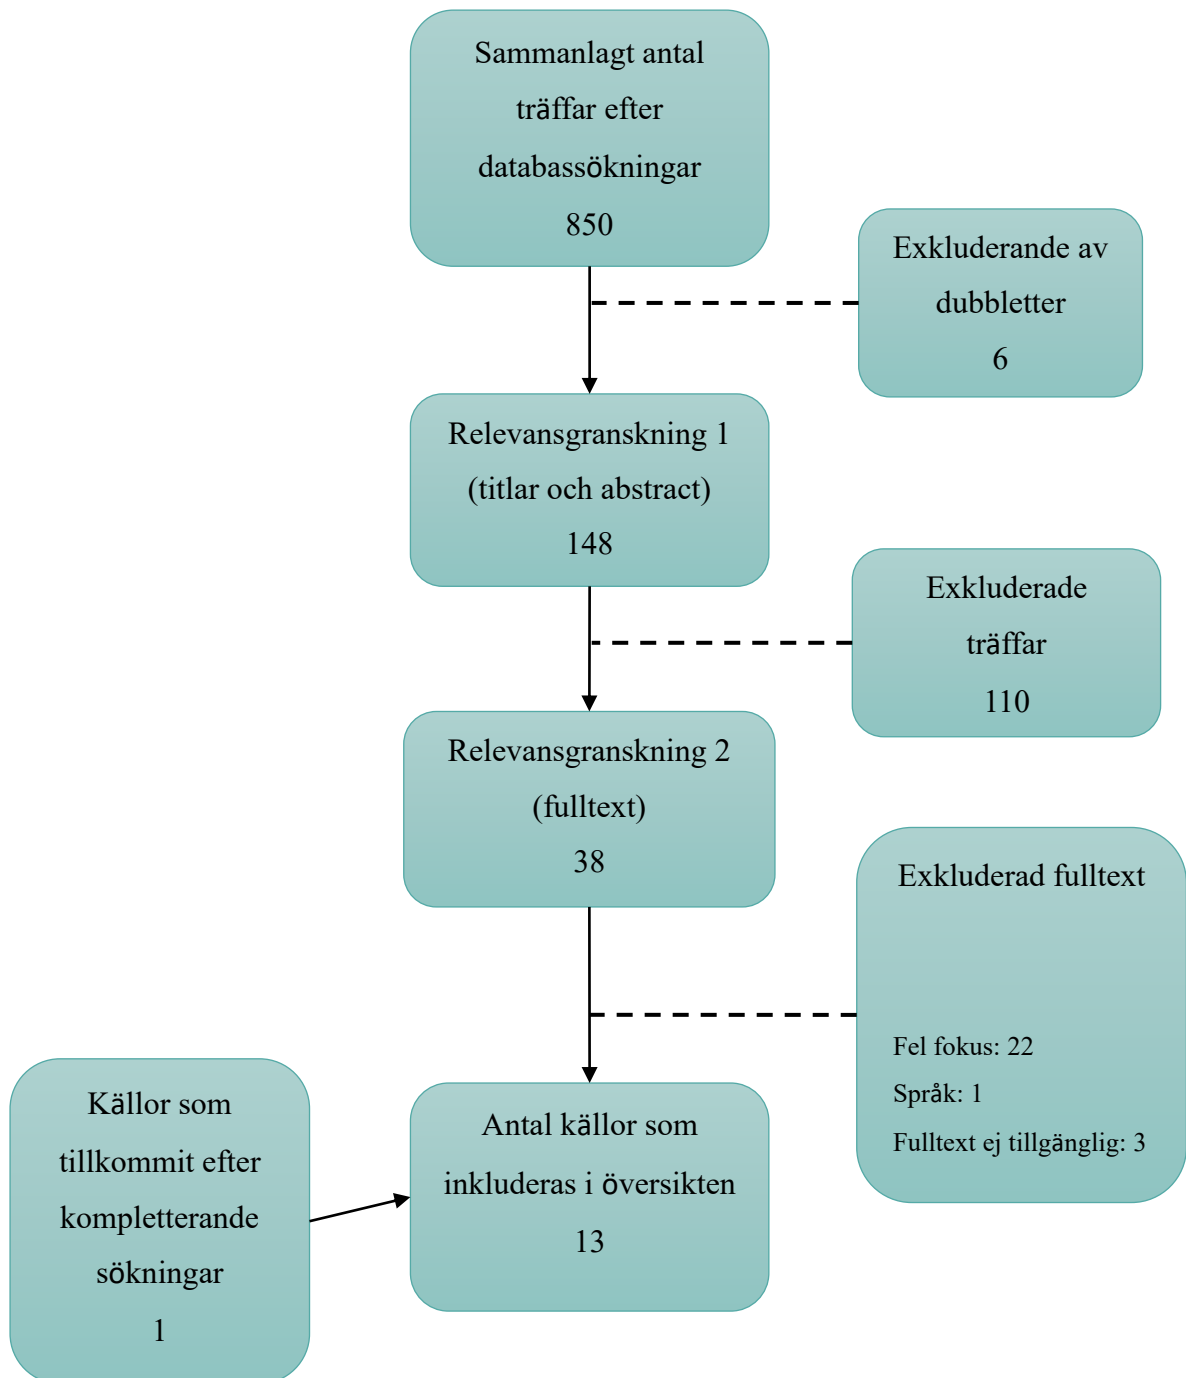 Sammanlagt antal
träffar efter
databassökningar
850
Exkluderande av
dubbletter
6
Relevansgranskning 1
(titlar och abstract)
148
Exkluderade
träffar
110
Relevansgranskning 2
(fulltext)
38
Exkluderad fulltext
Fel fokus: 22
Språk: 1
Fulltext ej tillgänglig: 3
Källor som
tillkommit efter
kompletterande
sökningar
1
Antal källor som
inkluderas i översikten
13